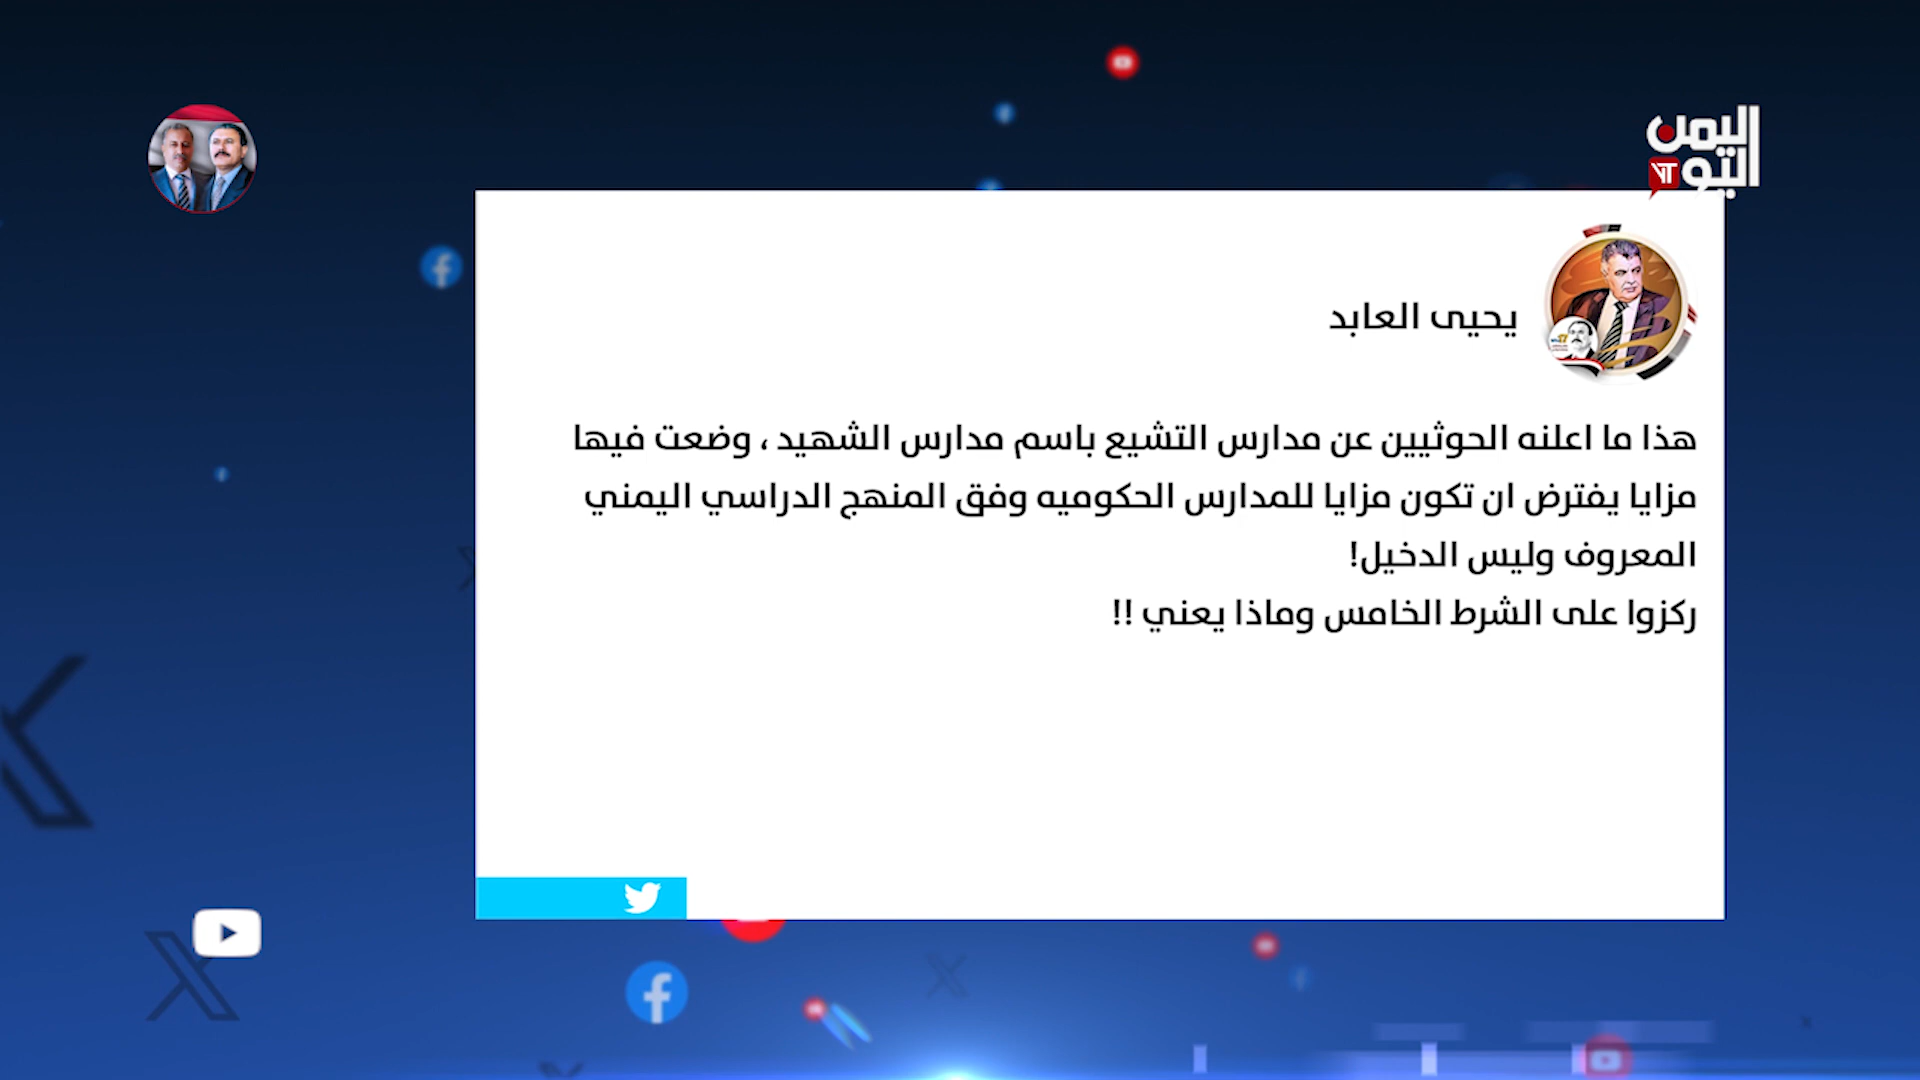 اليمن
اليوم
YT
يحيى العابد
هذا ما اعلنه الحوثيين عن مدارس التشيع باسم مدارس الشهيد ، وضعت فيها
مزايا يفترض ان تكون مزايا للمدارس الحكوميه وفق المنهج الدراسي اليمني
المعروف وليس الدخيل!
ركزوا على الشرط الخامس وماذا يعني !!